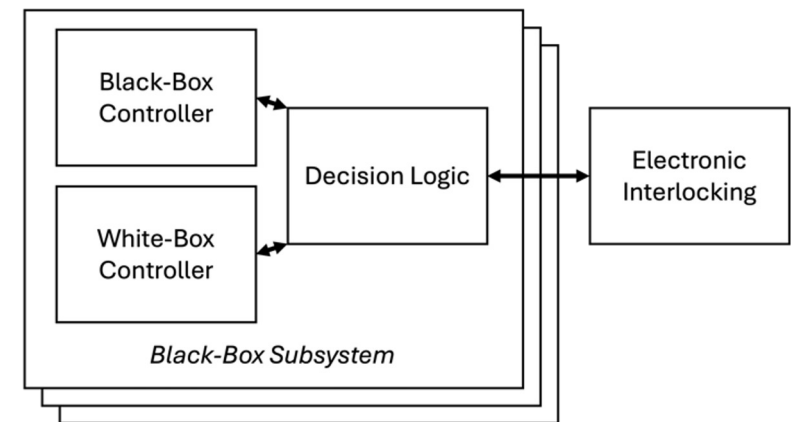 Black-Box
Controller
Decision Logic
Electronic
Interlocking
White-Box
Controller
Black-Box Subsystem